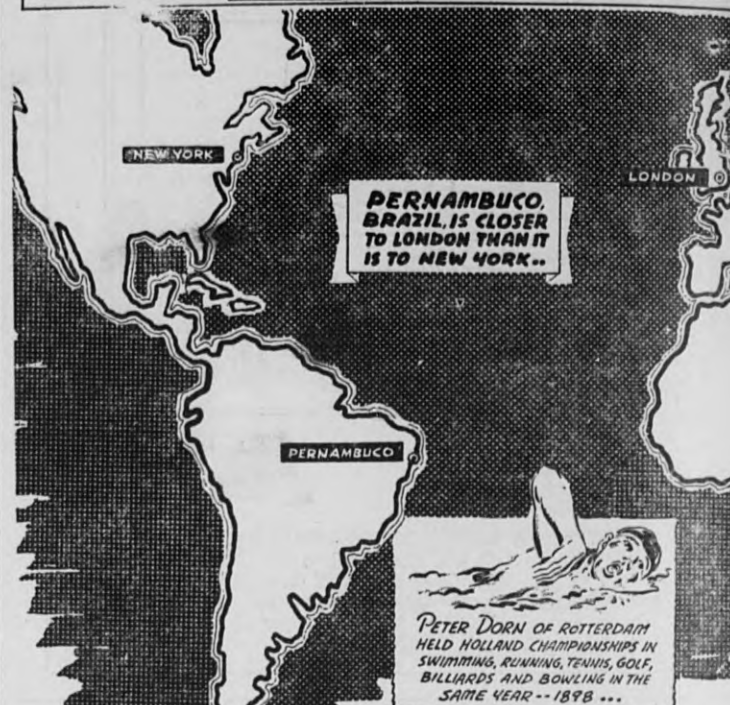 NEW YORK
LONDON
PERNAMBUCO,
BRAZIL, IS CLOSER
TO LONDON THAN IT
IS TO NEW YORK..
PERNAMBUCO
PETER DORN OF ROTTERDAM
HELD HOLLAND CHAMPIONSHIPS IN
SWIMMING, RUNNING, TENNIS, GOLF,
BILLIARDS AND BOWLING IN THE
SAME YEAR -- 1898 ...